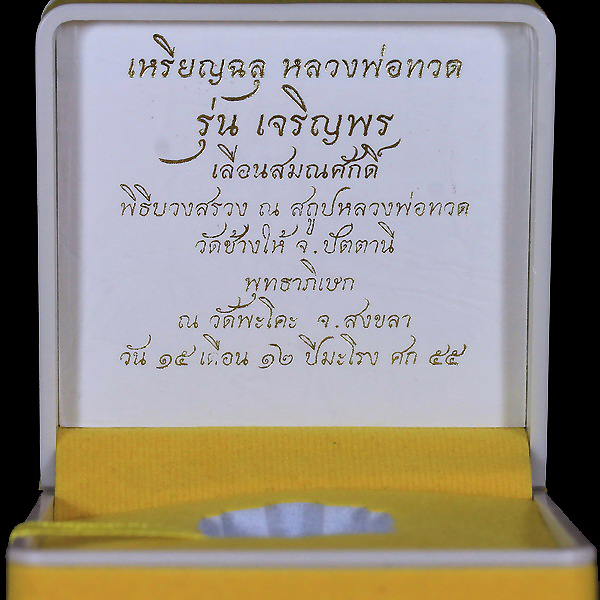 เหรียญฉลุ หลวงพ่อทวด
รุ่น เจริญพร
เลื่อนสมณศักดิ์
พิธีบวงสรวง ณ สถูปหลวงพ่อทวด
วัดช้างให้ จ.ปัตตานี
พุทธาภิเษก
ณ วัดพะโคะ จ.สงขลา
วัน ๑๕ เดือน ๑๒ ปีมะโรง ศก ๕๕